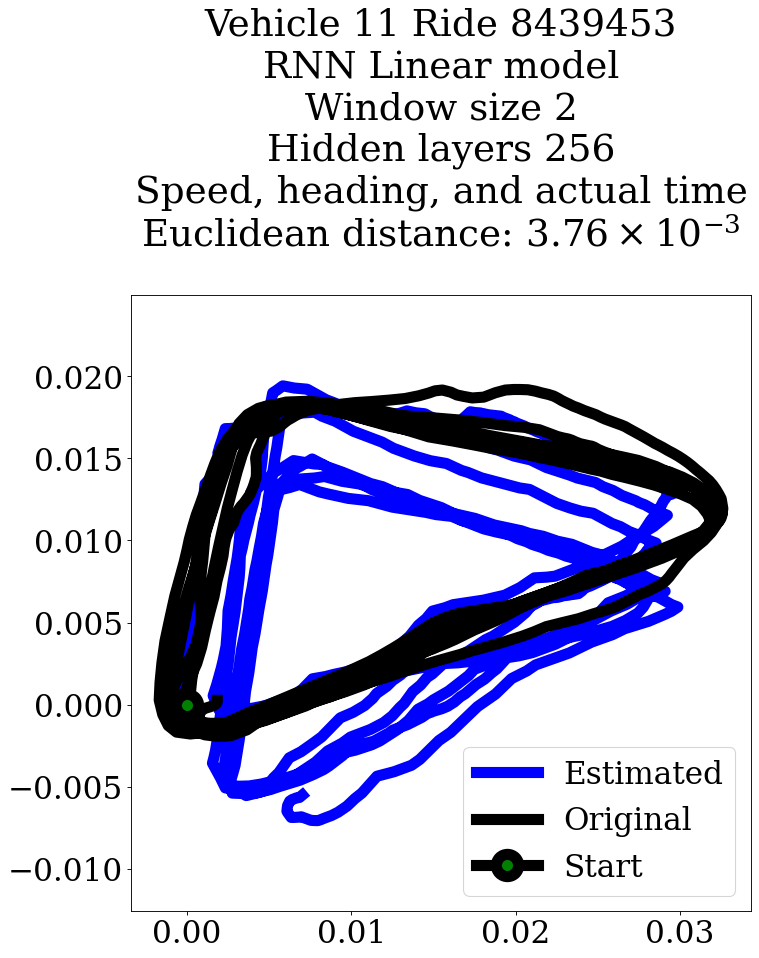 Vehicle 11 Ride 8439453
RNN Linear model
Window size 2
Hidden layers 256
Speed, heading, and actual time
Euclidean distance: 3.76 × 10⁻³
0.020
0.015
0.010
0.005
0.000
−0.005
−0.010
Estimated
Original
Start
0.00 0.01 0.02 0.03